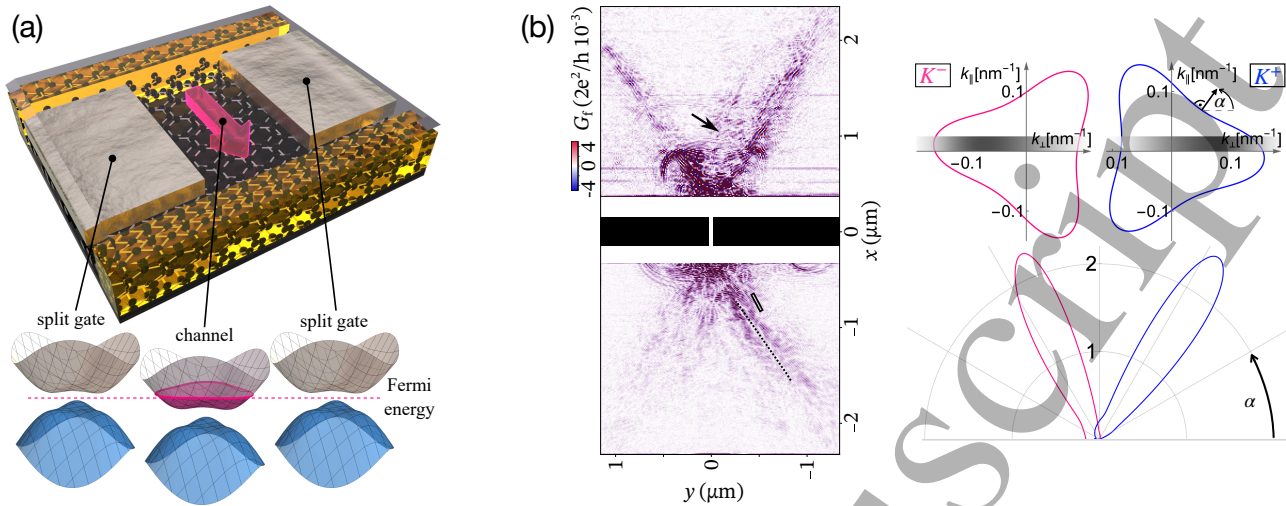 (a)
split gate
channel
split gate
Fermi
energy
(b)
G_f (2e²/h 10⁻³)
-4 0 4
2
1
0
-1
-2
x (μm)
1
0
-1
y (μm)
K⁻
k∥[nm⁻¹]
0.1
k⊥[nm⁻¹]
-0.1
-0.1
k∥[nm⁻¹]
K⁺
0.1
α
k⊥[nm⁻¹]
0.1
0.1
-0.1
2
1
α
script